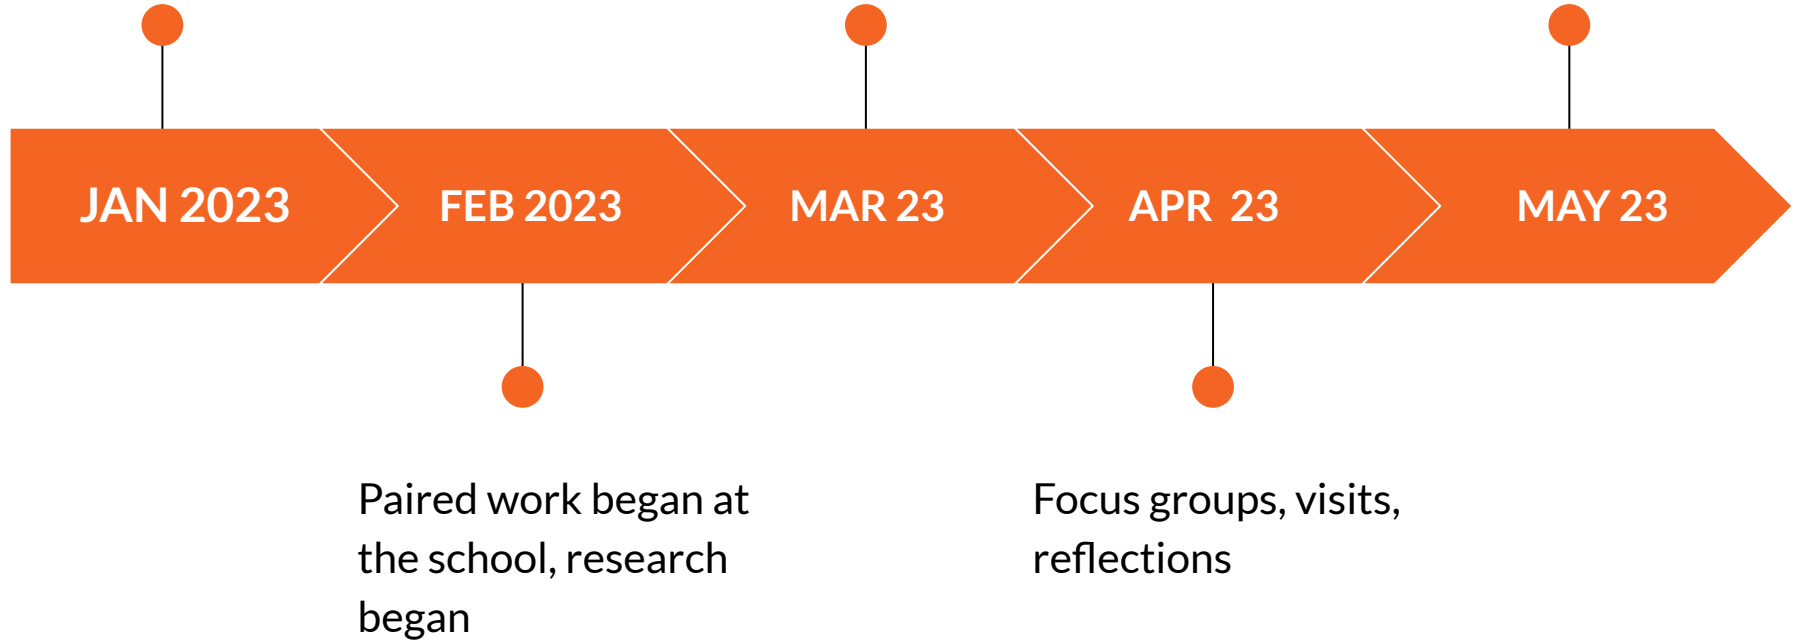 JAN 2023
FEB 2023
MAR 23
APR  23
MAY 23
Paired work began at
the school, research
began
Focus groups, visits,
reflections